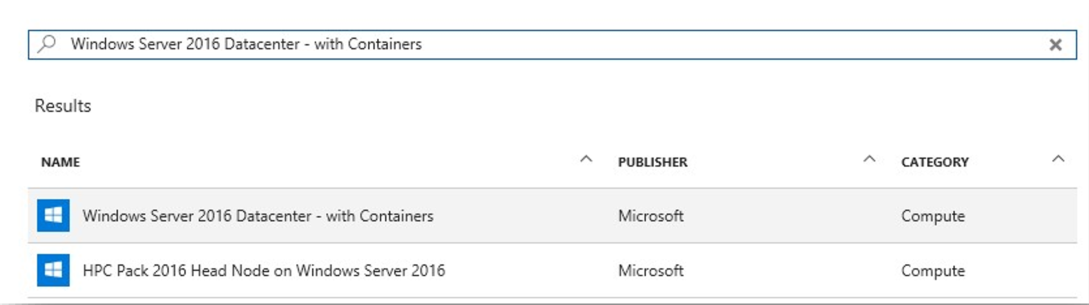 Windows Server 2016 Datacenter - with Containers
Results
NAME PUBLISHER CATEGORY
Windows Server 2016 Datacenter - with Containers Microsoft Compute
HPC Pack 2016 Head Node on Windows Server 2016 Microsoft Compute